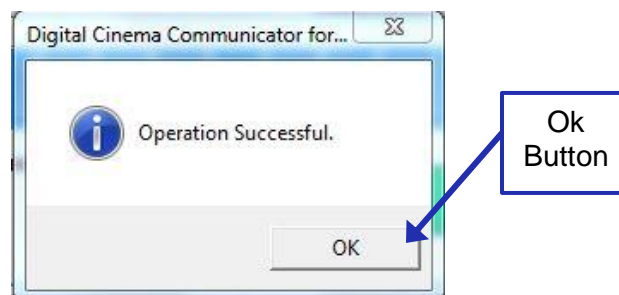 Digital Cinema Communicator for...
Operation Successful.
Ok
Button
OK